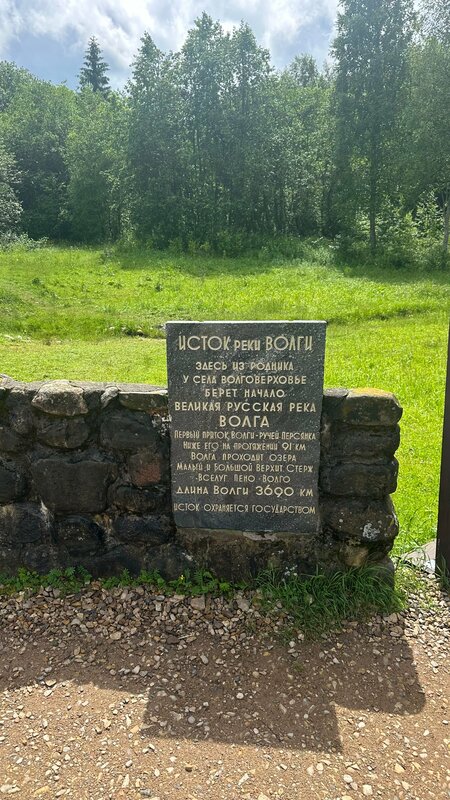 ИСТОК РЕКИ ВОЛГИ
ЗДЕСЬ ИЗ РОДНИКА
У СЕЛА ВОЛГОВЕРХОВЬЕ
БЕРЕТ НАЧАЛО
ВЕЛИКАЯ РУССКАЯ РЕКА
ВОЛГА
ПЕРВЫЙ ПРИТОК ВОЛГИ-РУЧЕЙ ПЕРСЯНКА
НИЖЕ ЕГО НА ПРОТЯЖЕНИИ 91 КМ
ВОЛГА ПРОХОДИТ ОЗЕРА
МАЛЫЙ И БОЛЬШОЙ ВЕРХИТ СТЕРЖ
-ВСЕЛУГ ПЕНО-ВОЛГО
ДЛИНА ВОЛГИ 3690 КМ
ИСТОК ОХРАНЯЕТСЯ ГОСУДАРСТВОМ